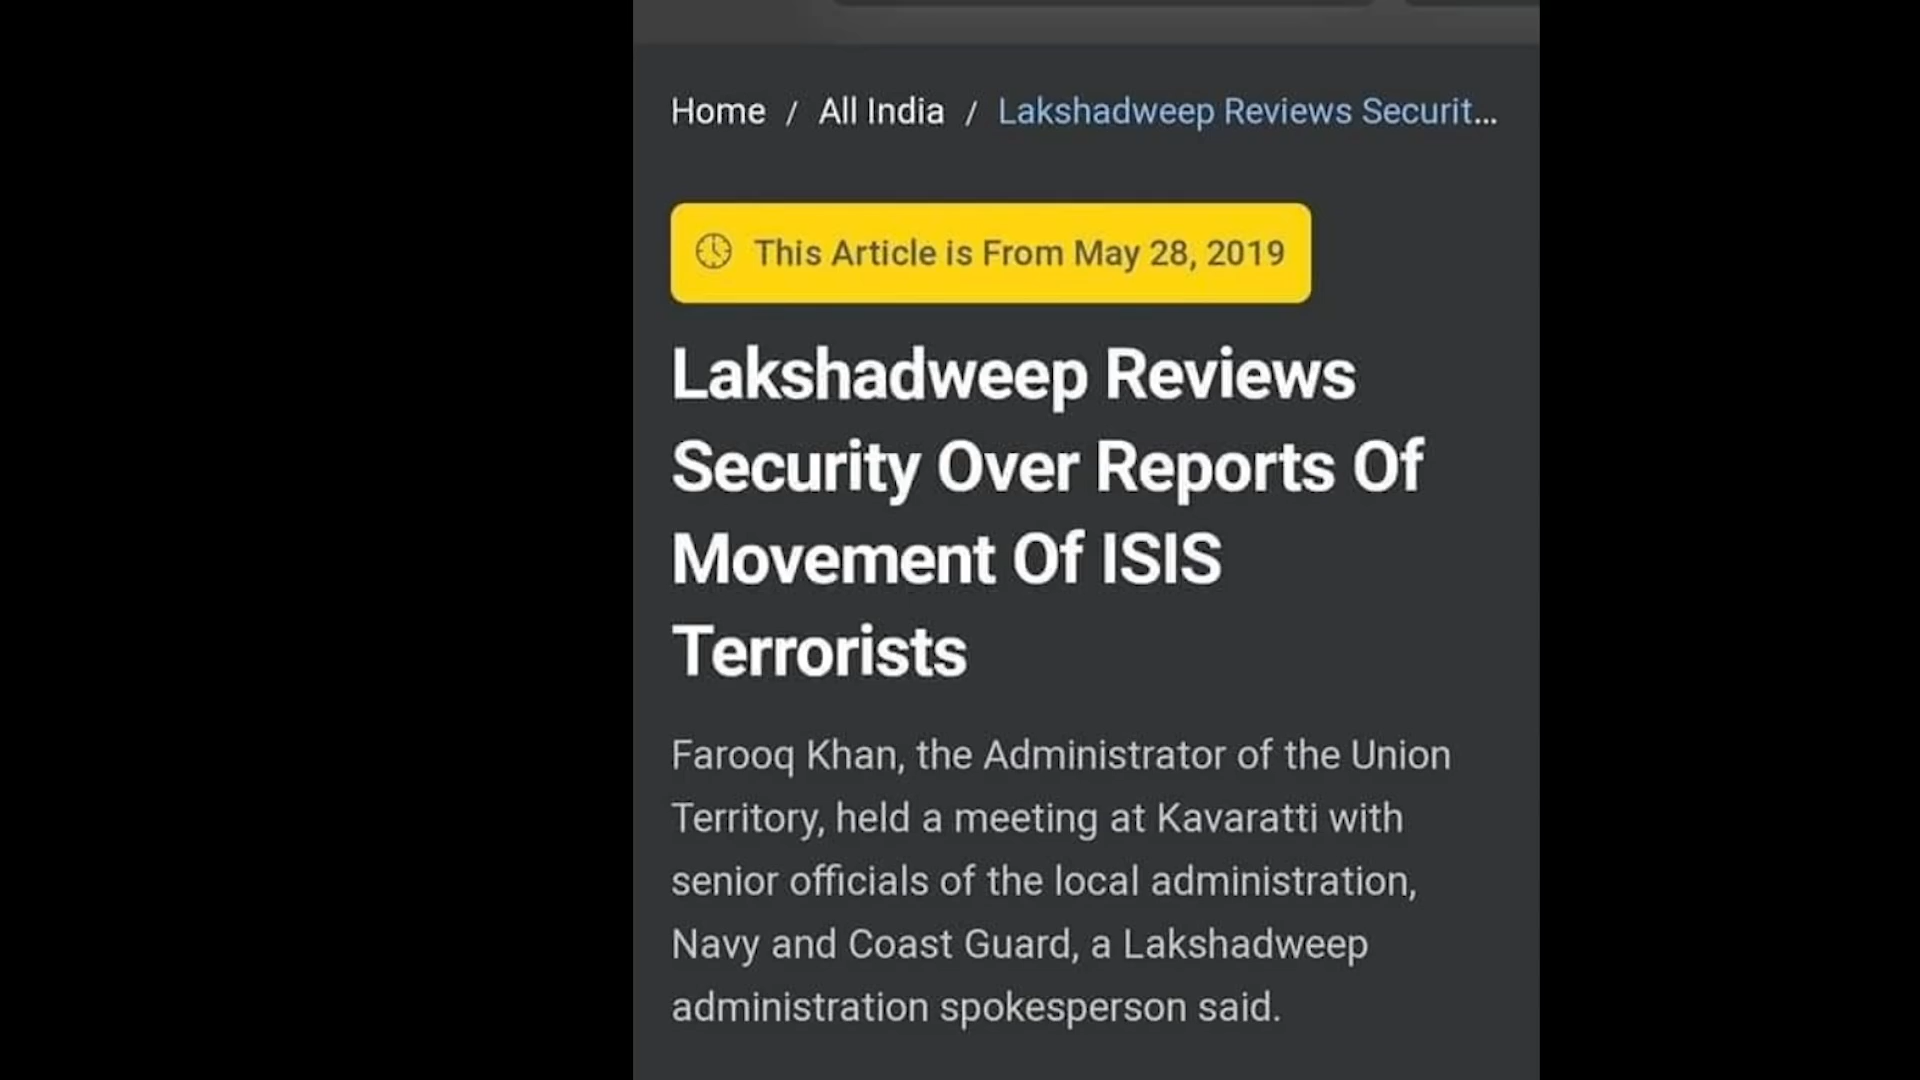 Home / All India / Lakshadweep Reviews Securit...
This Article is From May 28, 2019
Lakshadweep Reviews
Security Over Reports Of
Movement Of ISIS
Terrorists
Farooq Khan, the Administrator of the Union
Territory, held a meeting at Kavaratti with
senior officials of the local administration,
Navy and Coast Guard, a Lakshadweep
administration spokesperson said.